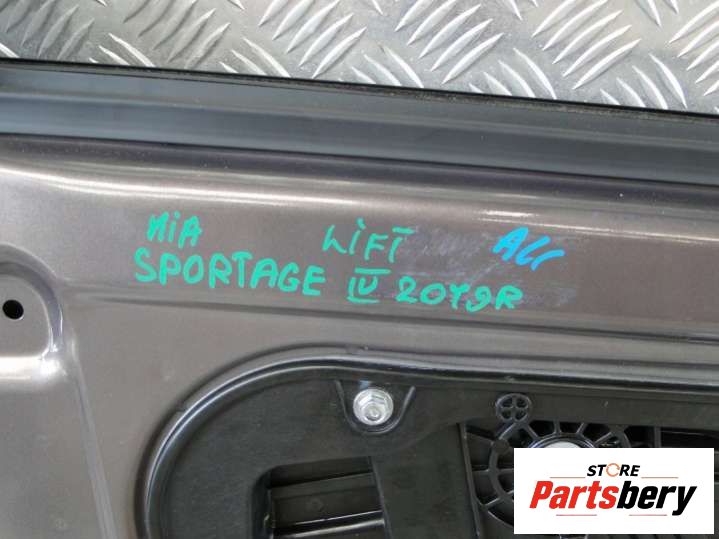 KIA LIFT ALL
SPORTAGE IV 2019R
STORE
Partsbery